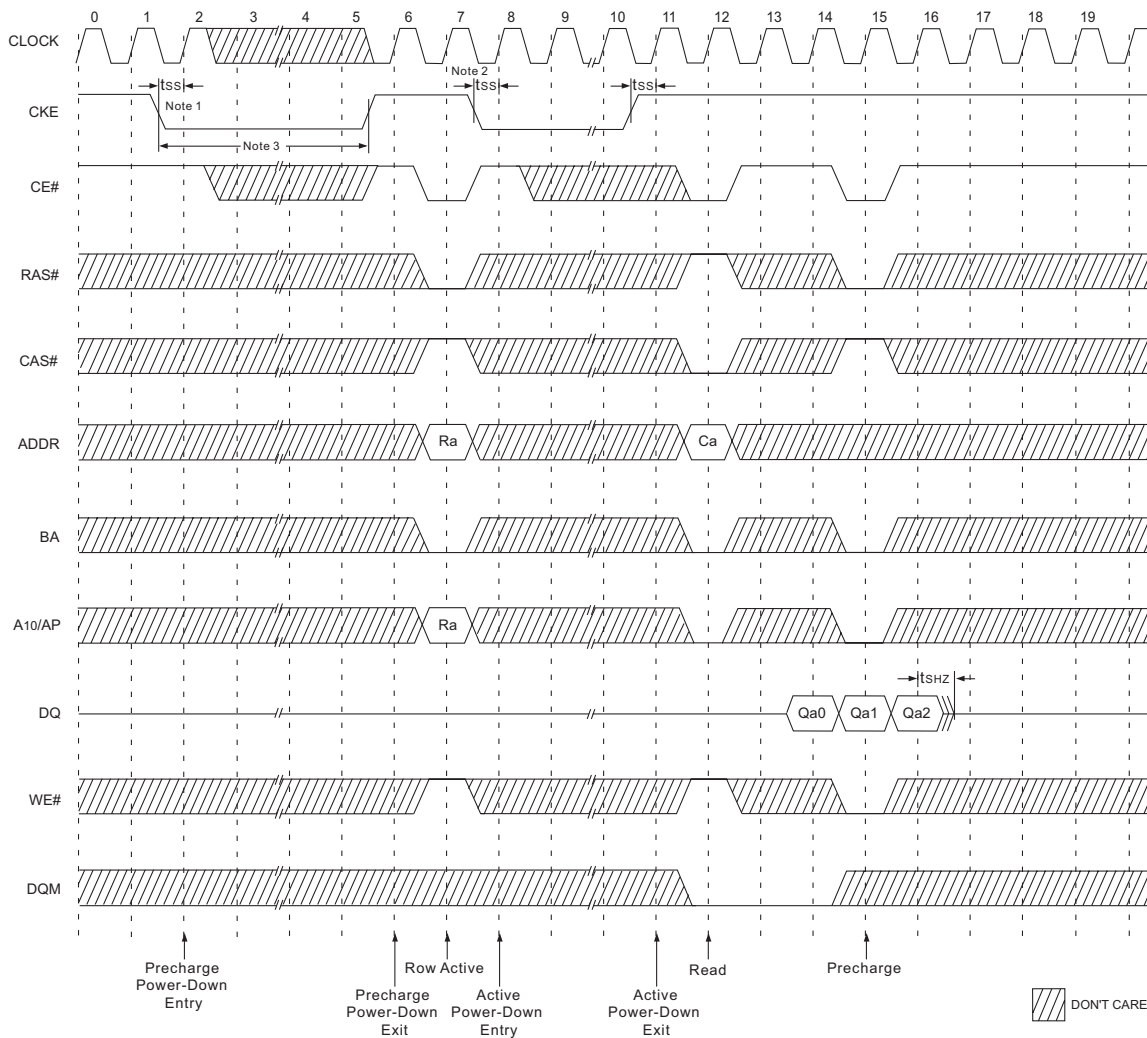 0 1 2 3 4 5 6 7 8 9 10 11 12 13 14 15 16 17 18 19
CLOCK
tSS Note 2 tSS tSS
CKE Note 1
Note 3
CE#
RAS#
CAS#
ADDR Ra Ca
BA
A10/AP Ra
tSHZ
DQ Qa0 Qa1 Qa2
WE#
DQM
Precharge
Power-Down
Entry
Precharge
Power-Down
Exit
Row Active
Active
Power-Down
Entry
Active
Power-Down
Exit
Read
Precharge
DON'T CARE